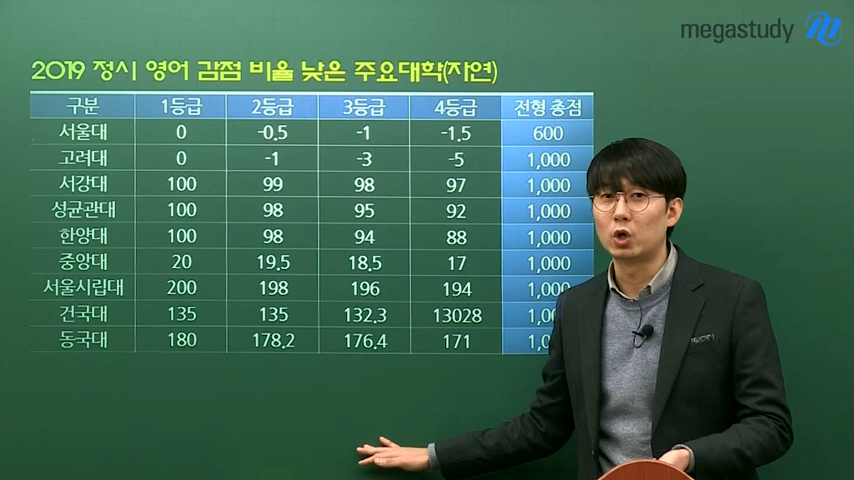 megastudy
2019 정시 영어 감점 비율 낮은 주요대학(자연)
구분 1등급 2등급 3등급 4등급 전형 총점
서울대 0 -0.5 -1 -1.5 600
고려대 0 -1 -3 -5 1,000
서강대 100 99 98 97 1,000
성균관대 100 98 95 92 1,000
한양대 100 98 94 88 1,000
중앙대 20 19.5 18.5 17 1,000
서울시립대 200 198 196 194 1,000
건국대 135 135 132.3 13028
동국대 180 178.2 176.4 171